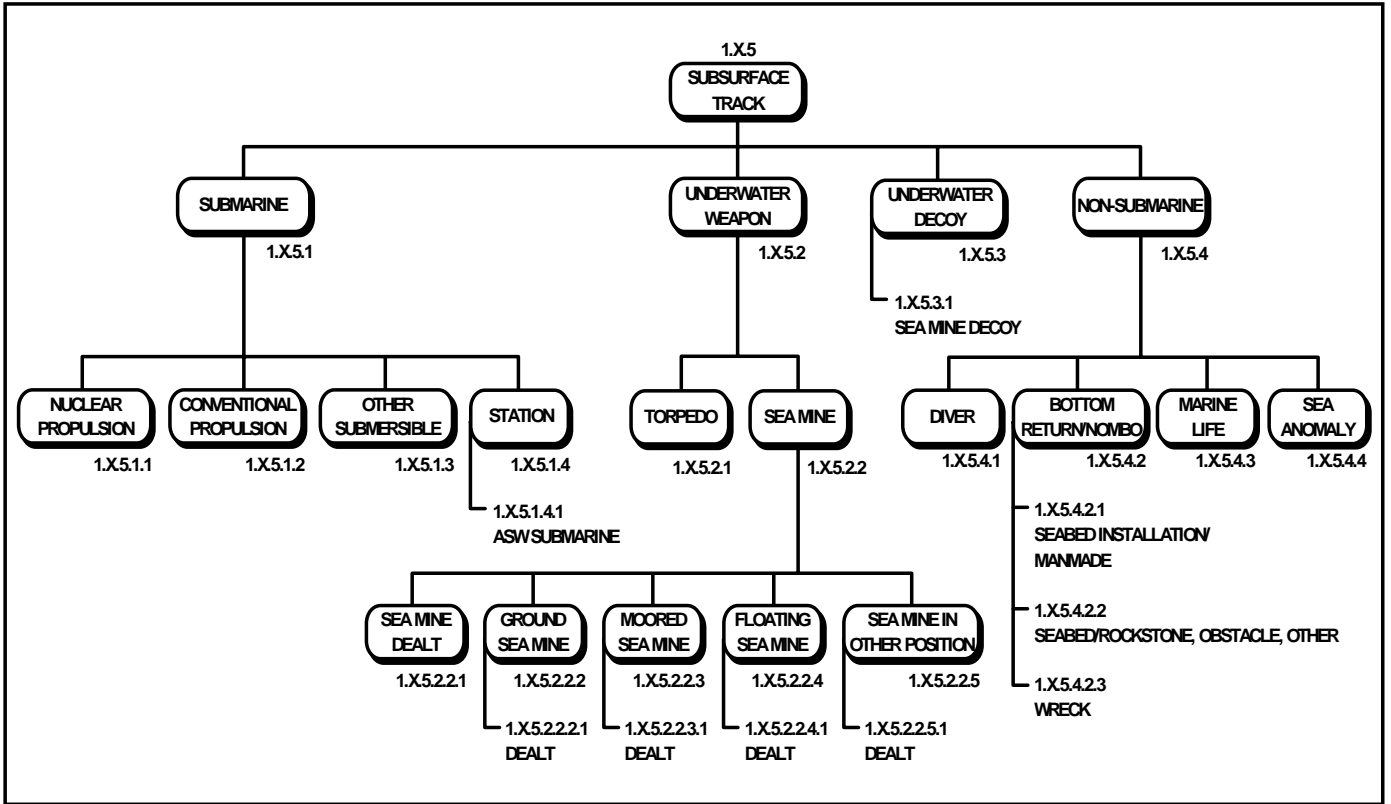 1.X.5
SUBSURFACE
TRACK
SUBMARINE
1.X.5.1
UNDERWATER
WEAPON
1.X.5.2
UNDERWATER
DECOY
1.X.5.3
NON-SUBMARINE
1.X.5.4
1.X.5.3.1
SEA MINE DECOY
NUCLEAR
PROPULSION
1.X.5.1.1
CONVENTIONAL
PROPULSION
1.X.5.1.2
OTHER
SUBMERSIBLE
1.X.5.1.3
STATION
1.X.5.1.4
1.X.5.1.4.1
ASW SUBMARINE
TORPEDO
1.X.5.2.1
SEA MINE
1.X.5.2.2
DIVER
1.X.5.4.1
BOTTOM
RETURN/NOMBO
1.X.5.4.2
MARINE
LIFE
1.X.5.4.3
SEA
ANOMALY
1.X.5.4.4
1.X.5.4.2.1
SEABED INSTALLATION/
MANMADE
1.X.5.4.2.2
SEABED/ROCKSTONE, OBSTACLE, OTHER
1.X.5.4.2.3
WRECK
SEA MINE
DEALT
1.X.5.2.2.1
GROUND
SEA MINE
1.X.5.2.2.2
1.X.5.2.2.2.1
DEALT
MOORED
SEA MINE
1.X.5.2.2.3
1.X.5.2.2.3.1
DEALT
FLOATING
SEA MINE
1.X.5.2.2.4
1.X.5.2.2.4.1
DEALT
SEA MINE IN
OTHER POSITION
1.X.5.2.2.5
1.X.5.2.2.5.1
DEALT